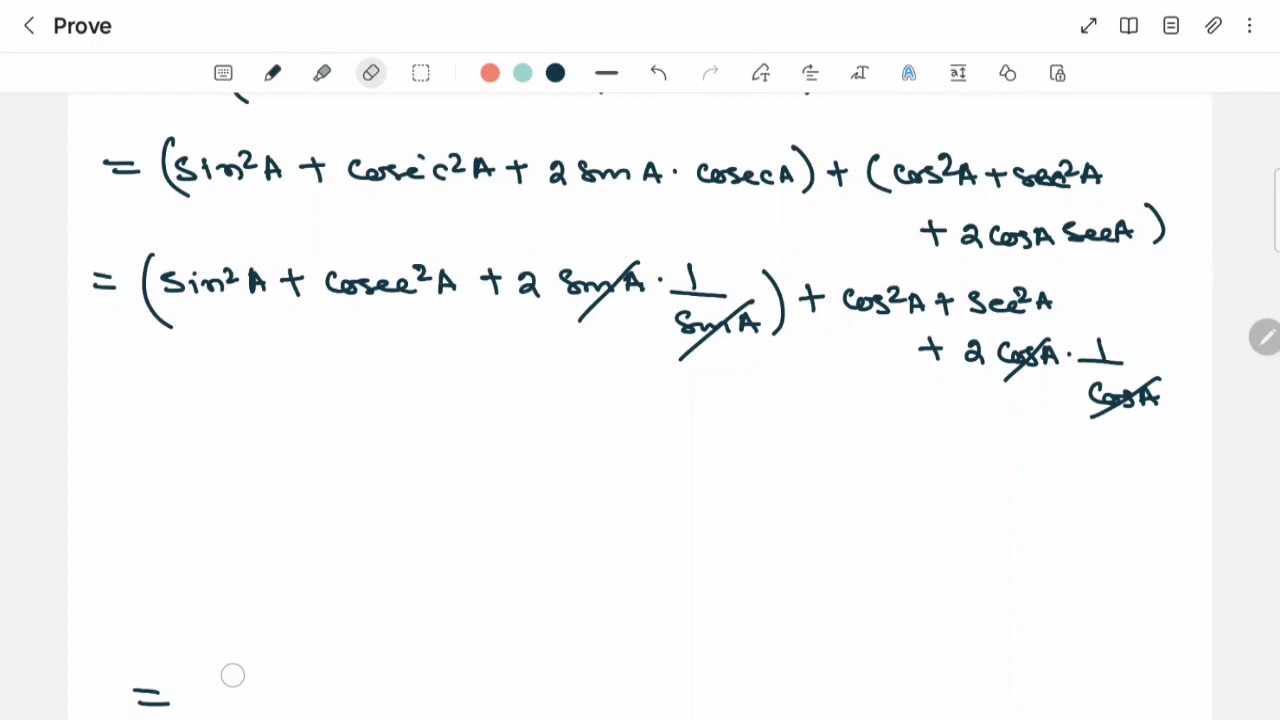 Prove
= (sin²A + cosec²A + 2 sin A · cosec A) + (cos²A + sec²A
+ 2 cos A sec A)
= (sin²A + cosec²A + 2 sin A · 1/sin A) + cos²A + sec²A
+ 2 cos A · 1/cos A
=